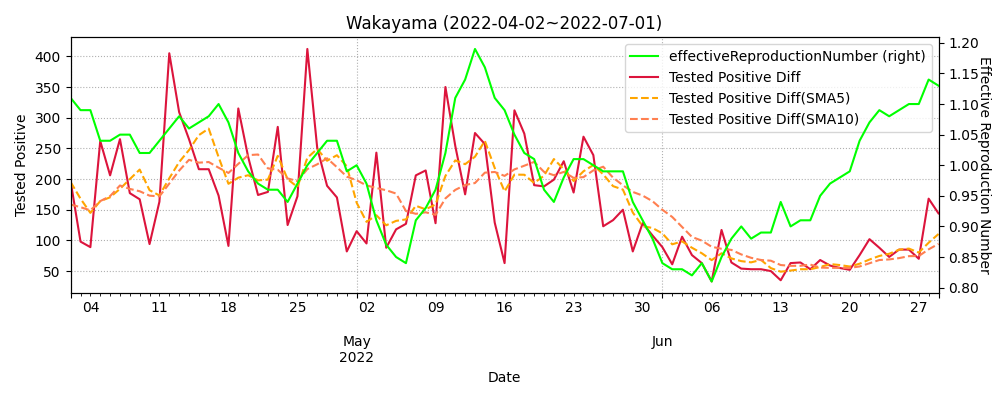 Wakayama (2022-04-02~2022-07-01)
effectiveReproductionNumber (right)
Tested Positive Diff
Tested Positive Diff(SMA5)
Tested Positive Diff(SMA10)
Tested Positive
400
350
300
250
200
150
100
50
1.20
1.15
1.10
1.05
1.00
0.95
0.90
0.85
0.80
Effective Reproduction Number
04 11 18 25 02 09 16 23 30 06 13 20 27
May Jun
2022
Date